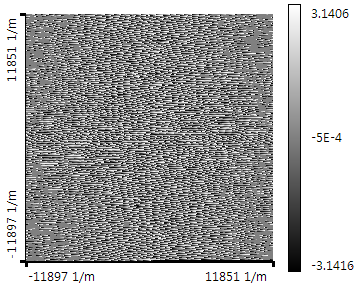 3.1406
11851 1/m
-5E-4
-11897 1/m
-3.1416
-11897 1/m 11851 1/m